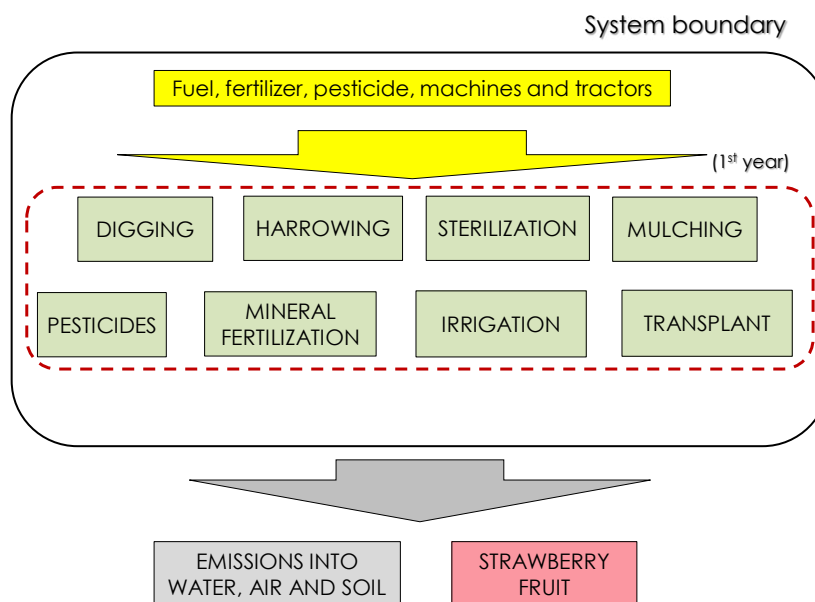 System boundary
Fuel, fertilizer, pesticide, machines and tractors
(1st year)
DIGGING
HARROWING
STERILIZATION
MULCHING
PESTICIDES
MINERAL
FERTILIZATION
IRRIGATION
TRANSPLANT
EMISSIONS INTO
WATER, AIR AND SOIL
STRAWBERRY
FRUIT